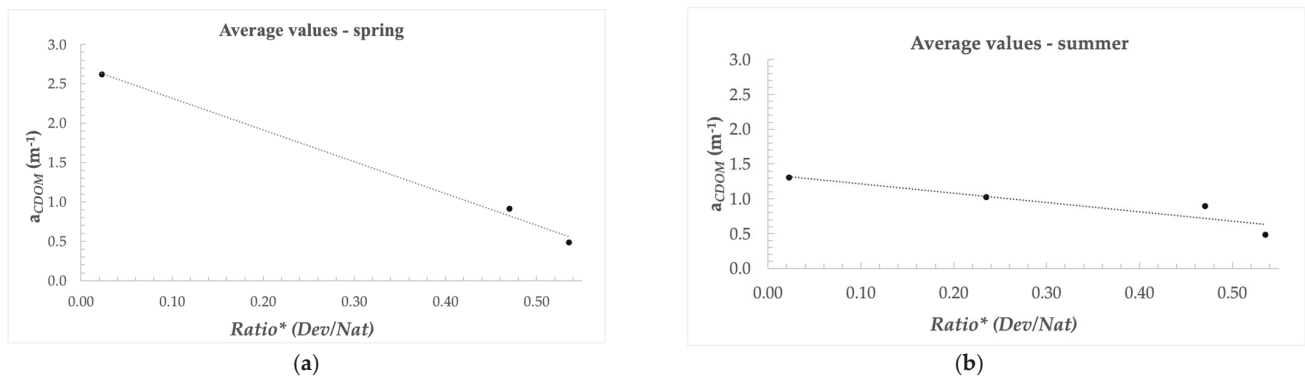 Average values - spring
3.0
2.5
2.0
1.5
1.0
0.5
0.0
a_CDOM (m⁻¹)
0.00 0.10 0.20 0.30 0.40 0.50
Ratio* (Dev/Nat)
(a)
Average values - summer
3.0
2.5
2.0
1.5
1.0
0.5
0.0
a_CDOM (m⁻¹)
0.00 0.10 0.20 0.30 0.40 0.50
Ratio* (Dev/Nat)
(b)